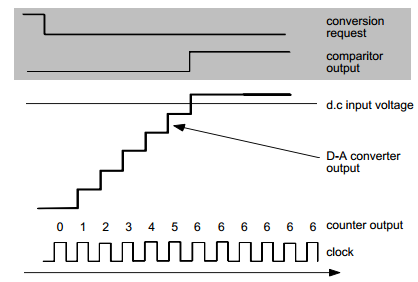 conversion
request
comparitor
output
d.c input voltage
D-A converter
output
0 1 2 3 4 5 6 6 6 6 6 6 counter output
clock